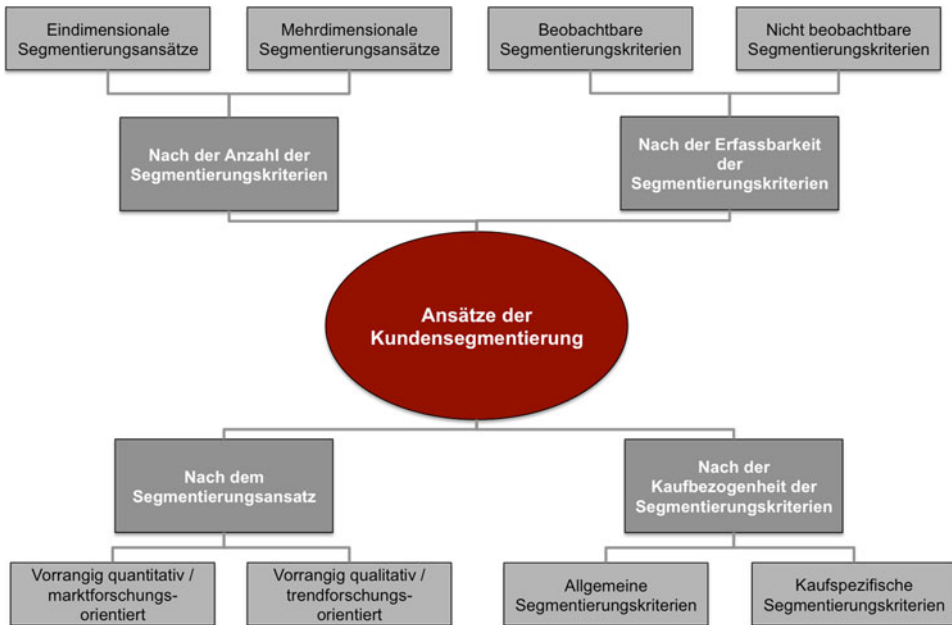 Eindimensionale
Segmentierungsansätze
Mehrdimensionale
Segmentierungsansätze
Beobachtbare
Segmentierungskriterien
Nicht beobachtbare
Segmentierungskriterien
Nach der Anzahl der
Segmentierungskriterien
Nach der Erfassbarkeit
der
Segmentierungskriterien
Ansätze der
Kundensegmentierung
Nach dem
Segmentierungsansatz
Nach der
Kaufbezogenheit der
Segmentierungskriterien
Vorrangig quantitativ /
marktforschungs-
orientiert
Vorrangig qualitativ /
trendforschungs-
orientiert
Allgemeine
Segmentierungskriterien
Kaufspezifische
Segmentierungskriterien